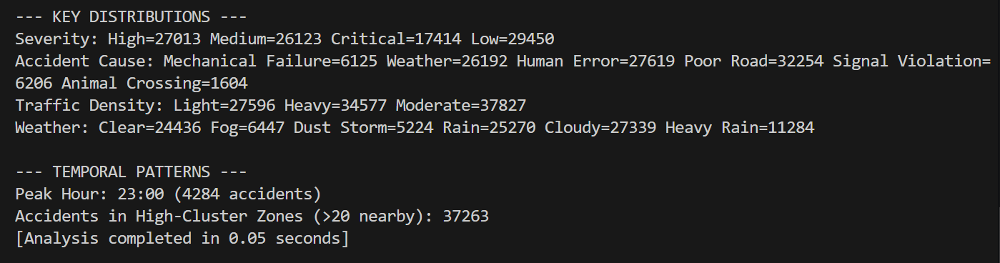 --- KEY DISTRIBUTIONS ---
Severity: High=27013 Medium=26123 Critical=17414 Low=29450
Accident Cause: Mechanical Failure=6125 Weather=26192 Human Error=27619 Poor Road=32254 Signal Violation=
6206 Animal Crossing=1604
Traffic Density: Light=27596 Heavy=34577 Moderate=37827
Weather: Clear=24436 Fog=6447 Dust Storm=5224 Rain=25270 Cloudy=27339 Heavy Rain=11284
--- TEMPORAL PATTERNS ---
Peak Hour: 23:00 (4284 accidents)
Accidents in High-Cluster Zones (>20 nearby): 37263
[Analysis completed in 0.05 seconds]